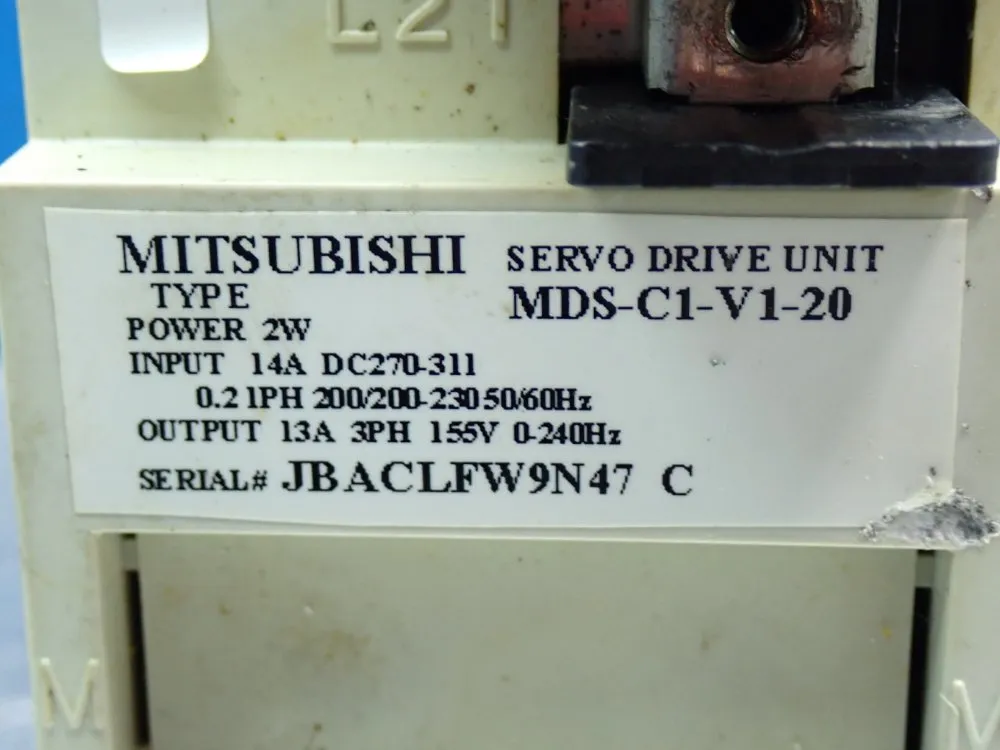 L21
MITSUBISHI SERVO DRIVE UNIT
TYPE MDS-C1-V1-20
POWER 2W
INPUT 14A DC270-311
0.2 1PH 200/200-230 50/60Hz
OUTPUT 13A 3PH 155V 0-240Hz
SERIAL# JBACLFW9N47 C
M